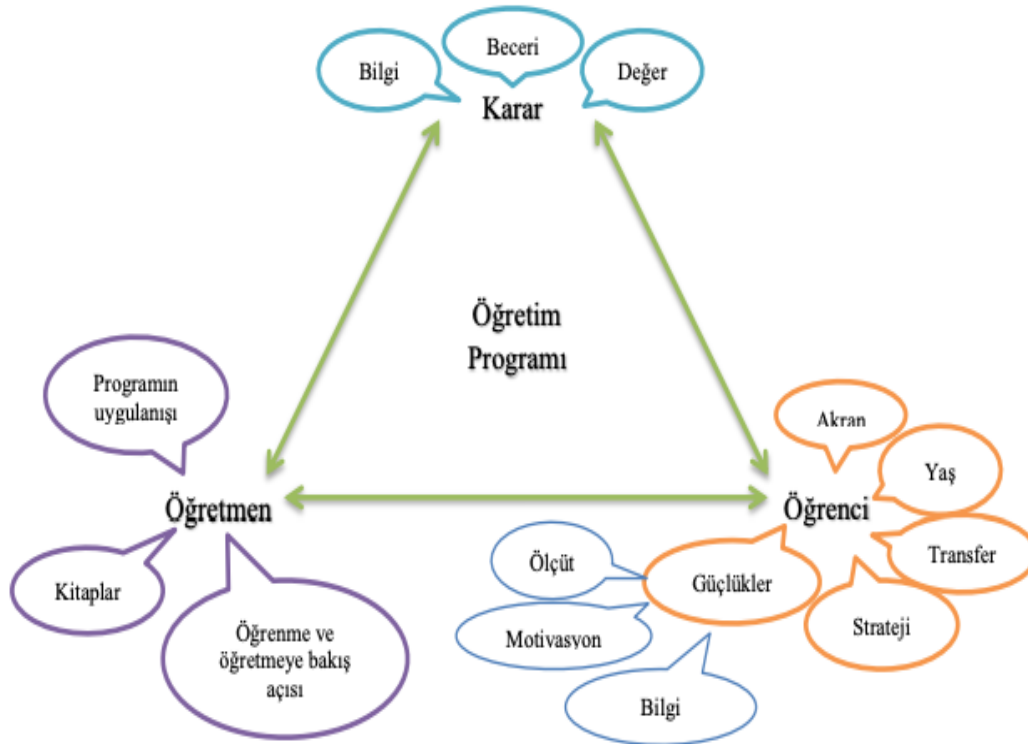 Beceri
Bilgi
Değer
Karar
Öğretim
Programı
Programın
uygulanışı
Akran
Yaş
Öğretmen
Öğrenci
Ölçüt
Güçlükler
Transfer
Kitaplar
Motivasyon
Strateji
Öğrenme ve
öğretmeye bakış
açısı
Bilgi